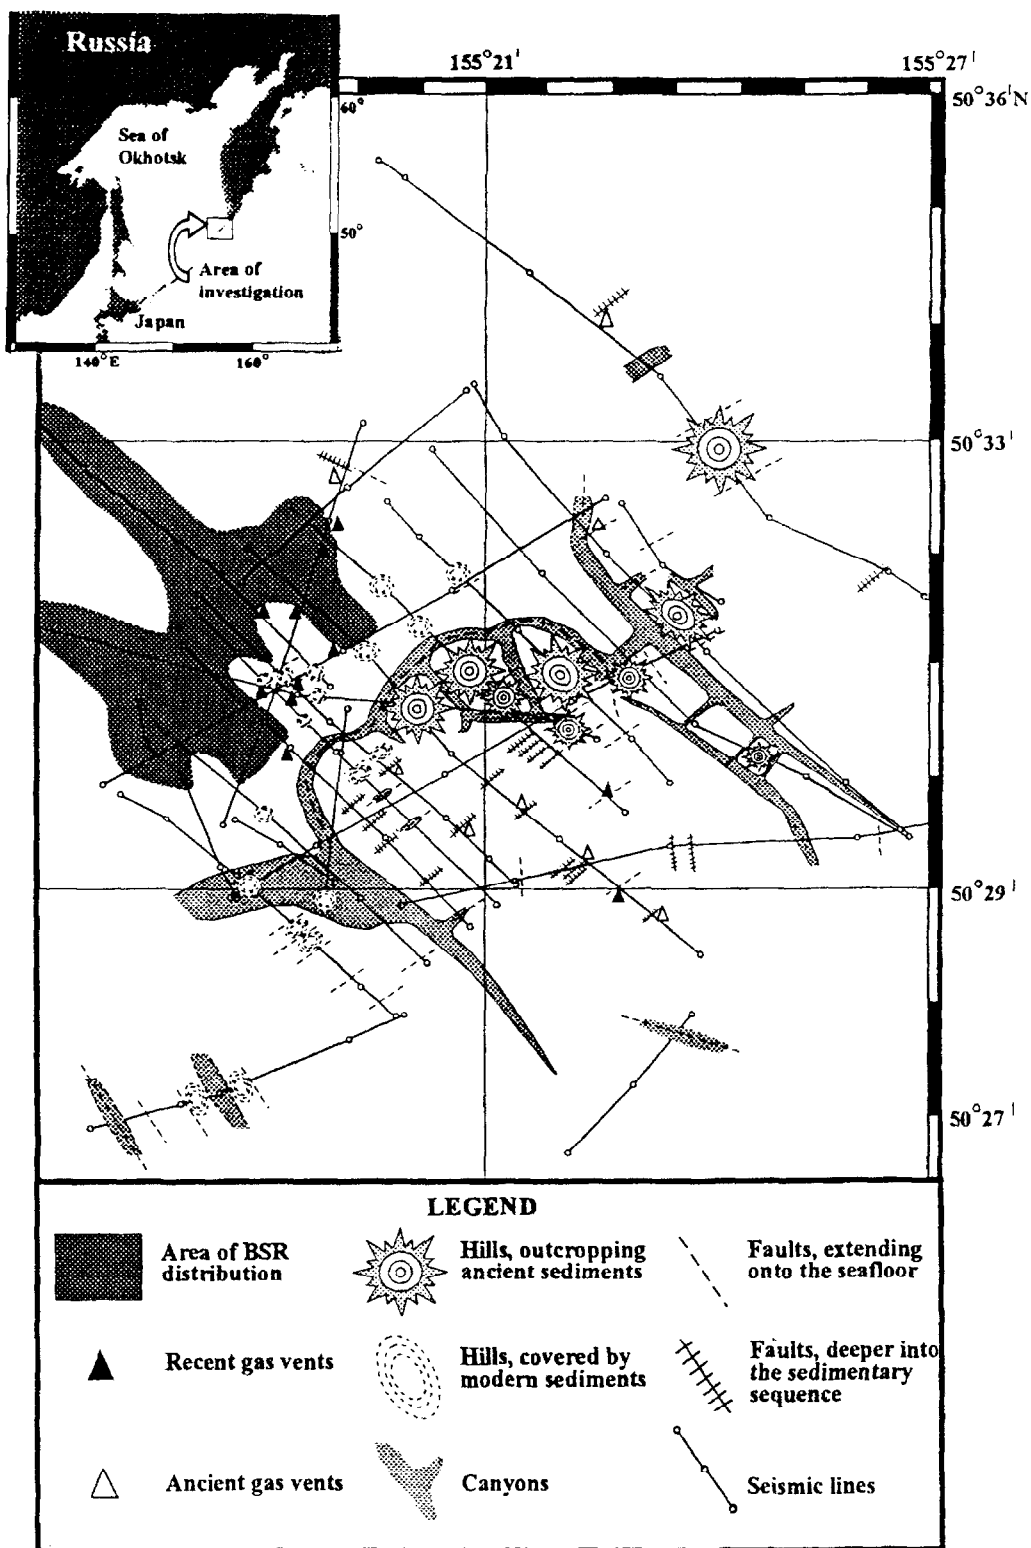 Russia
Sea of
Okhotsk
Area of
investigation
Japan
60°
50°
140°E
160°
155°21'
155°27'
50°36'N
50°33'
50°29'
50°27'
LEGEND
Area of BSR
distribution
Hills, outcropping
ancient sediments
Faults, extending
onto the seafloor
Recent gas vents
Hills, covered by
modern sediments
Faults, deeper into
the sedimentary
sequence
Ancient gas vents
Canyons
Seismic lines